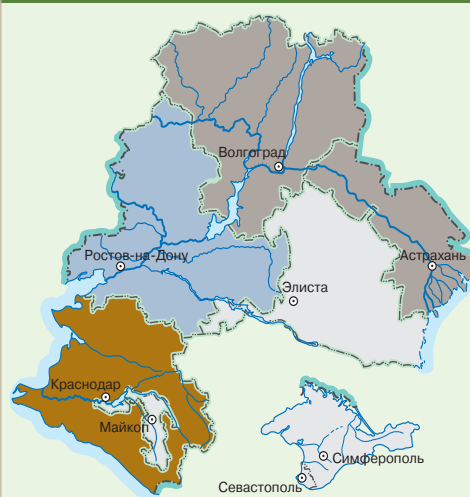 Волгоград
Ростов-на-Дону
Астрахань
Элиста
Краснодар
Майкоп
Симферополь
Севастополь